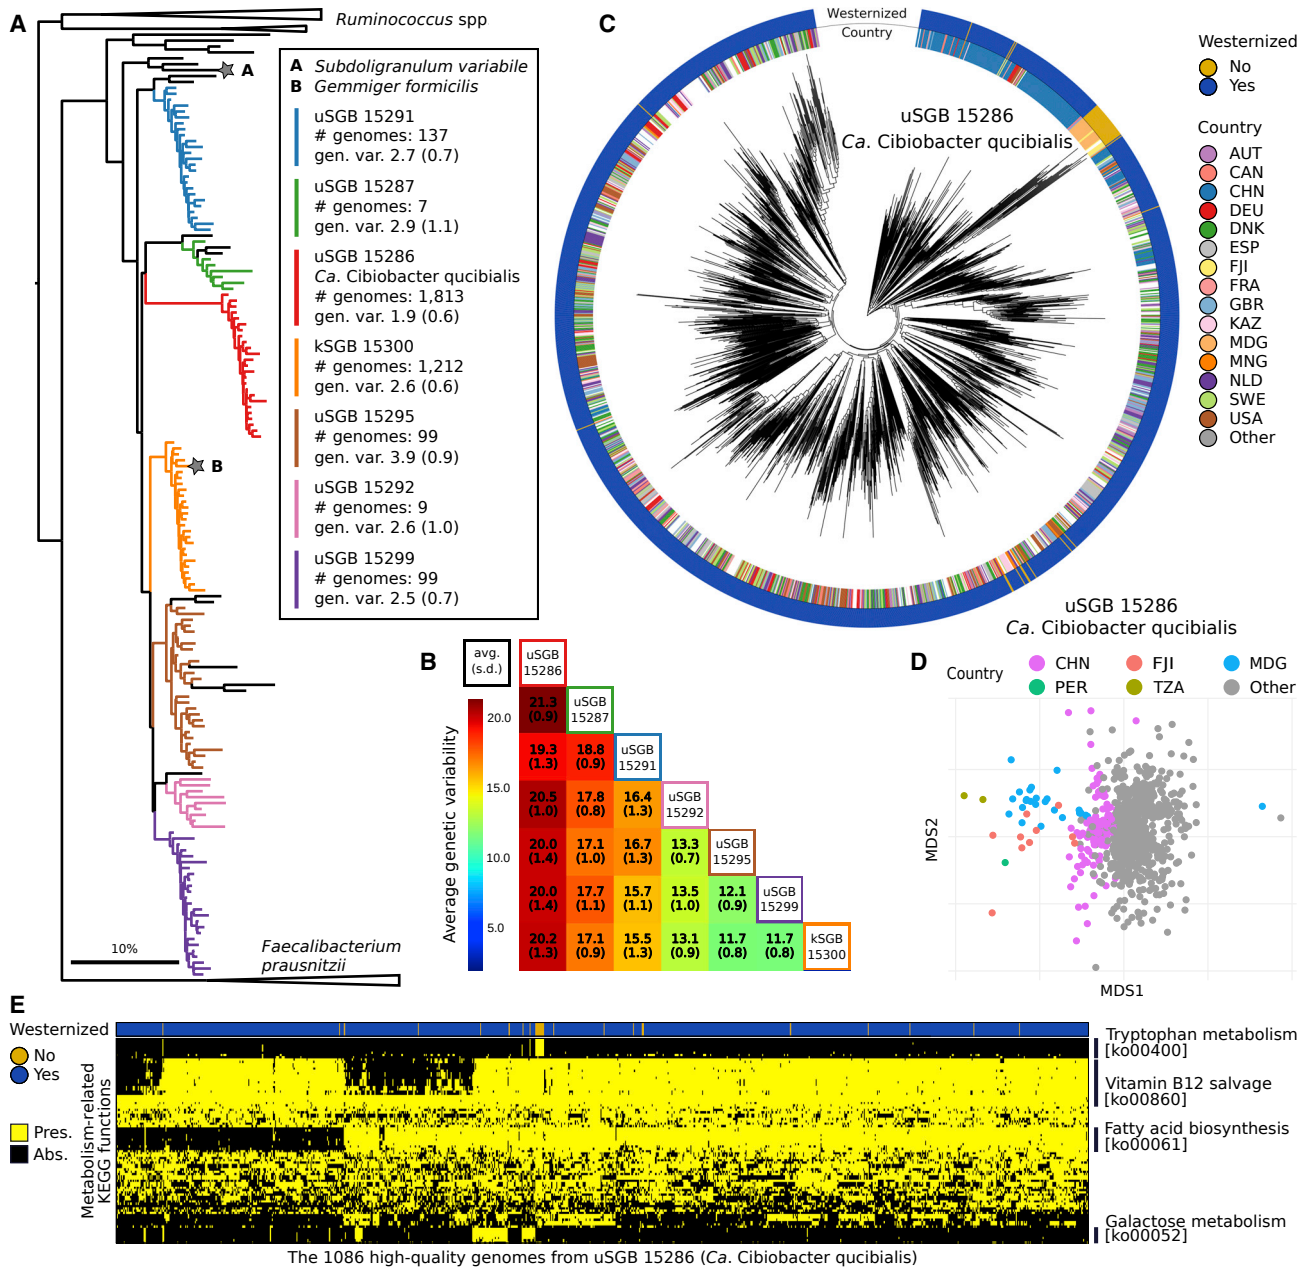 A
Ruminococcus spp
A
B
A Subdoligranulum variabile
B Gemmiger formicilis
uSGB 15291
# genomes: 137
gen. var. 2.7 (0.7)
uSGB 15287
# genomes: 7
gen. var. 2.9 (1.1)
uSGB 15286
Ca. Cibiobacter qucibialis
# genomes: 1,813
gen. var. 1.9 (0.6)
kSGB 15300
# genomes: 1,212
gen. var. 2.6 (0.6)
uSGB 15295
# genomes: 99
gen. var. 3.9 (0.9)
uSGB 15292
# genomes: 9
gen. var. 2.6 (1.0)
uSGB 15299
# genomes: 99
gen. var. 2.5 (0.7)
10%
Faecalibacterium
prausnitzii
C
Westernized
Country
uSGB 15286
Ca. Cibiobacter qucibialis
Westernized
No
Yes
Country
AUT
CAN
CHN
DEU
DNK
ESP
FJI
FRA
GBR
KAZ
MDG
MNG
NLD
SWE
USA
Other
B
avg.
(s.d.)
Average genetic variability
20.0
15.0
10.0
5.0
uSGB
15286
21.3
(0.9)
uSGB
15287
19.3
(1.3)
18.8
(0.9)
uSGB
15291
20.5
(1.0)
17.8
(0.8)
16.4
(1.3)
uSGB
15292
20.0
(1.4)
17.1
(1.0)
16.7
(1.3)
13.3
(0.7)
uSGB
15295
20.0
(1.4)
17.7
(1.1)
15.7
(1.1)
13.5
(1.0)
12.1
(0.9)
uSGB
15299
20.2
(1.3)
17.1
(0.9)
15.5
(1.3)
13.1
(0.9)
11.7
(0.8)
11.7
(0.8)
kSGB
15300
uSGB 15286
Ca. Cibiobacter qucibialis
D
Country
CHN
FJI
MDG
PER
TZA
Other
MDS2
MDS1
E
Westernized
No
Yes
Pres.
Abs.
Metabolism-related
KEGG functions
Tryptophan metabolism
[ko00400]
Vitamin B12 salvage
[ko00860]
Fatty acid biosynthesis
[ko00061]
Galactose metabolism
[ko00052]
The 1086 high-quality genomes from uSGB 15286 (Ca. Cibiobacter qucibialis)